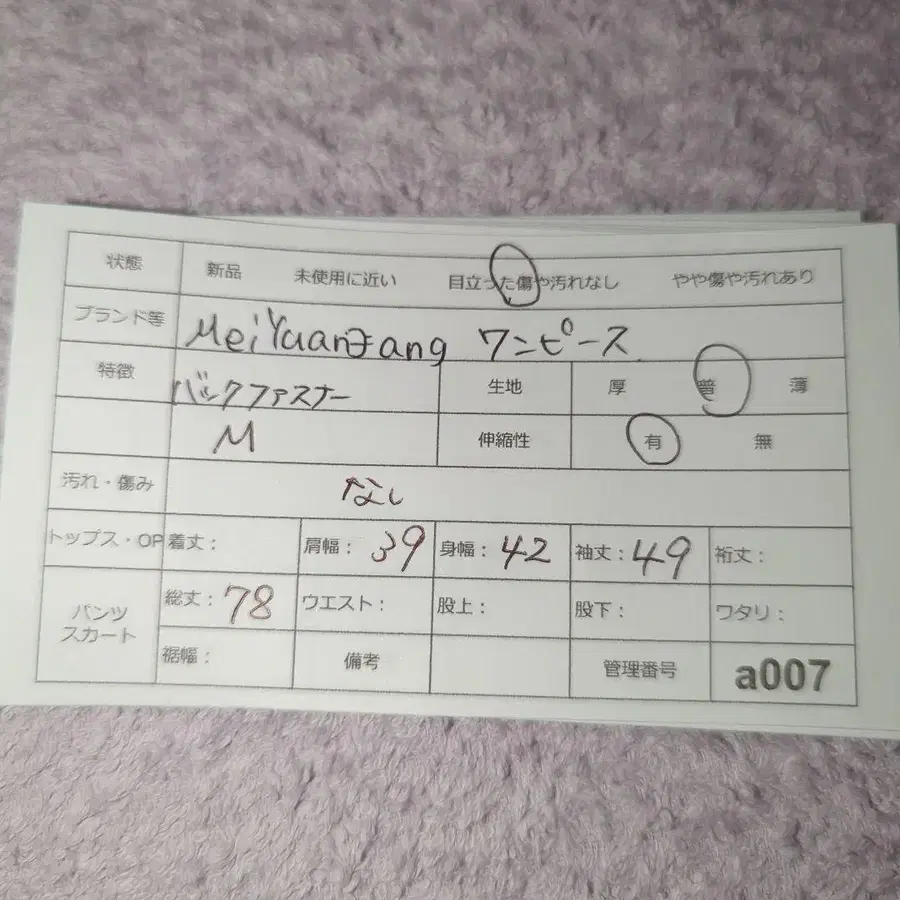 状態 新品 未使用に近い 目立った傷や汚れなし やや傷や汚れあり
ブランド等 MeiYuanFang ワンピース
特徴 バックファスナー 生地 厚 普 薄
M 伸縮性 有 無
汚れ・傷み なし
トップス・OP 着丈： 肩幅：39 身幅：42 袖丈：49 裄丈：
パンツ スカート 総丈：78 ウエスト： 股上： 股下： ワタリ：
裾幅： 備考 管理番号 a007